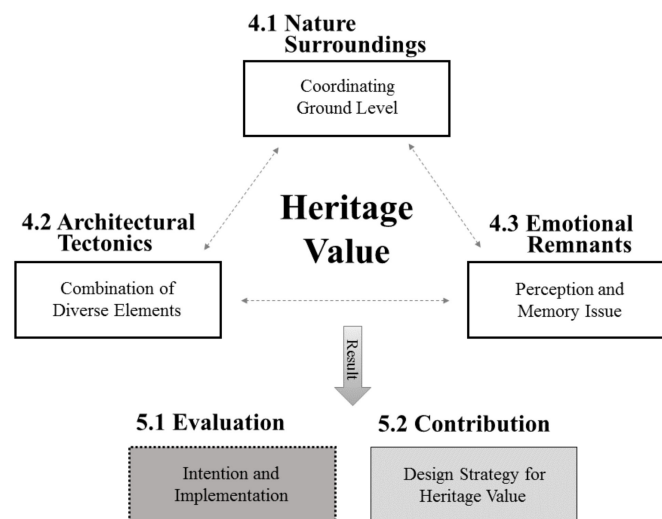 4.1 Nature
Surroundings
Coordinating
Ground Level
Heritage
Value
4.2 Architectural
Tectonics
Combination of
Diverse Elements
4.3 Emotional
Remnants
Perception and
Memory Issue
Result
5.1 Evaluation
Intention and
Implementation
5.2 Contribution
Design Strategy for
Heritage Value